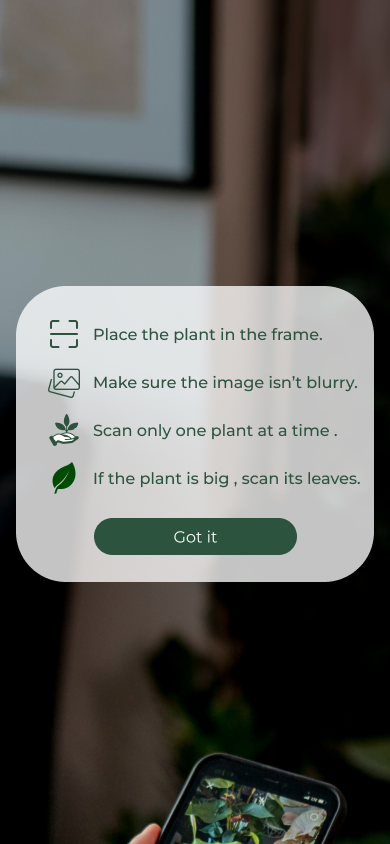 Place the plant in the frame.
Make sure the image isn’t blurry.
Scan only one plant at a time .
If the plant is big , scan its leaves.
Got it